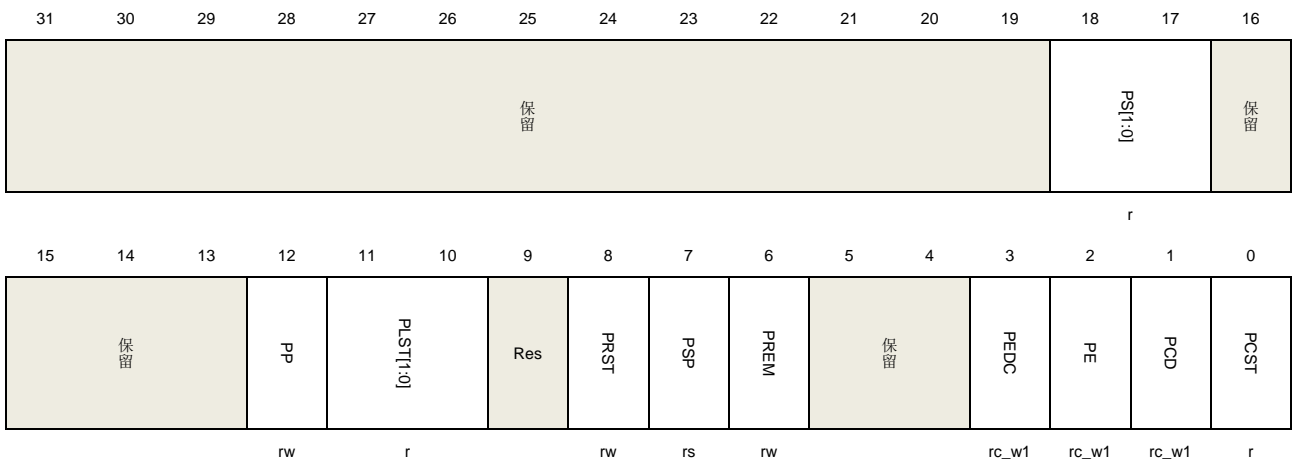 31 30 29 28 27 26 25 24 23 22 21 20 19 18 17 16
保留 PS[1:0] 保留
r
15 14 13 12 11 10 9 8 7 6 5 4 3 2 1 0
保留 PP PLST[1:0] Res PRST PSP PREM 保留 PEDC PE PCD PCST
rw r rw rs rw rc_w1 rc_w1 rc_w1 r